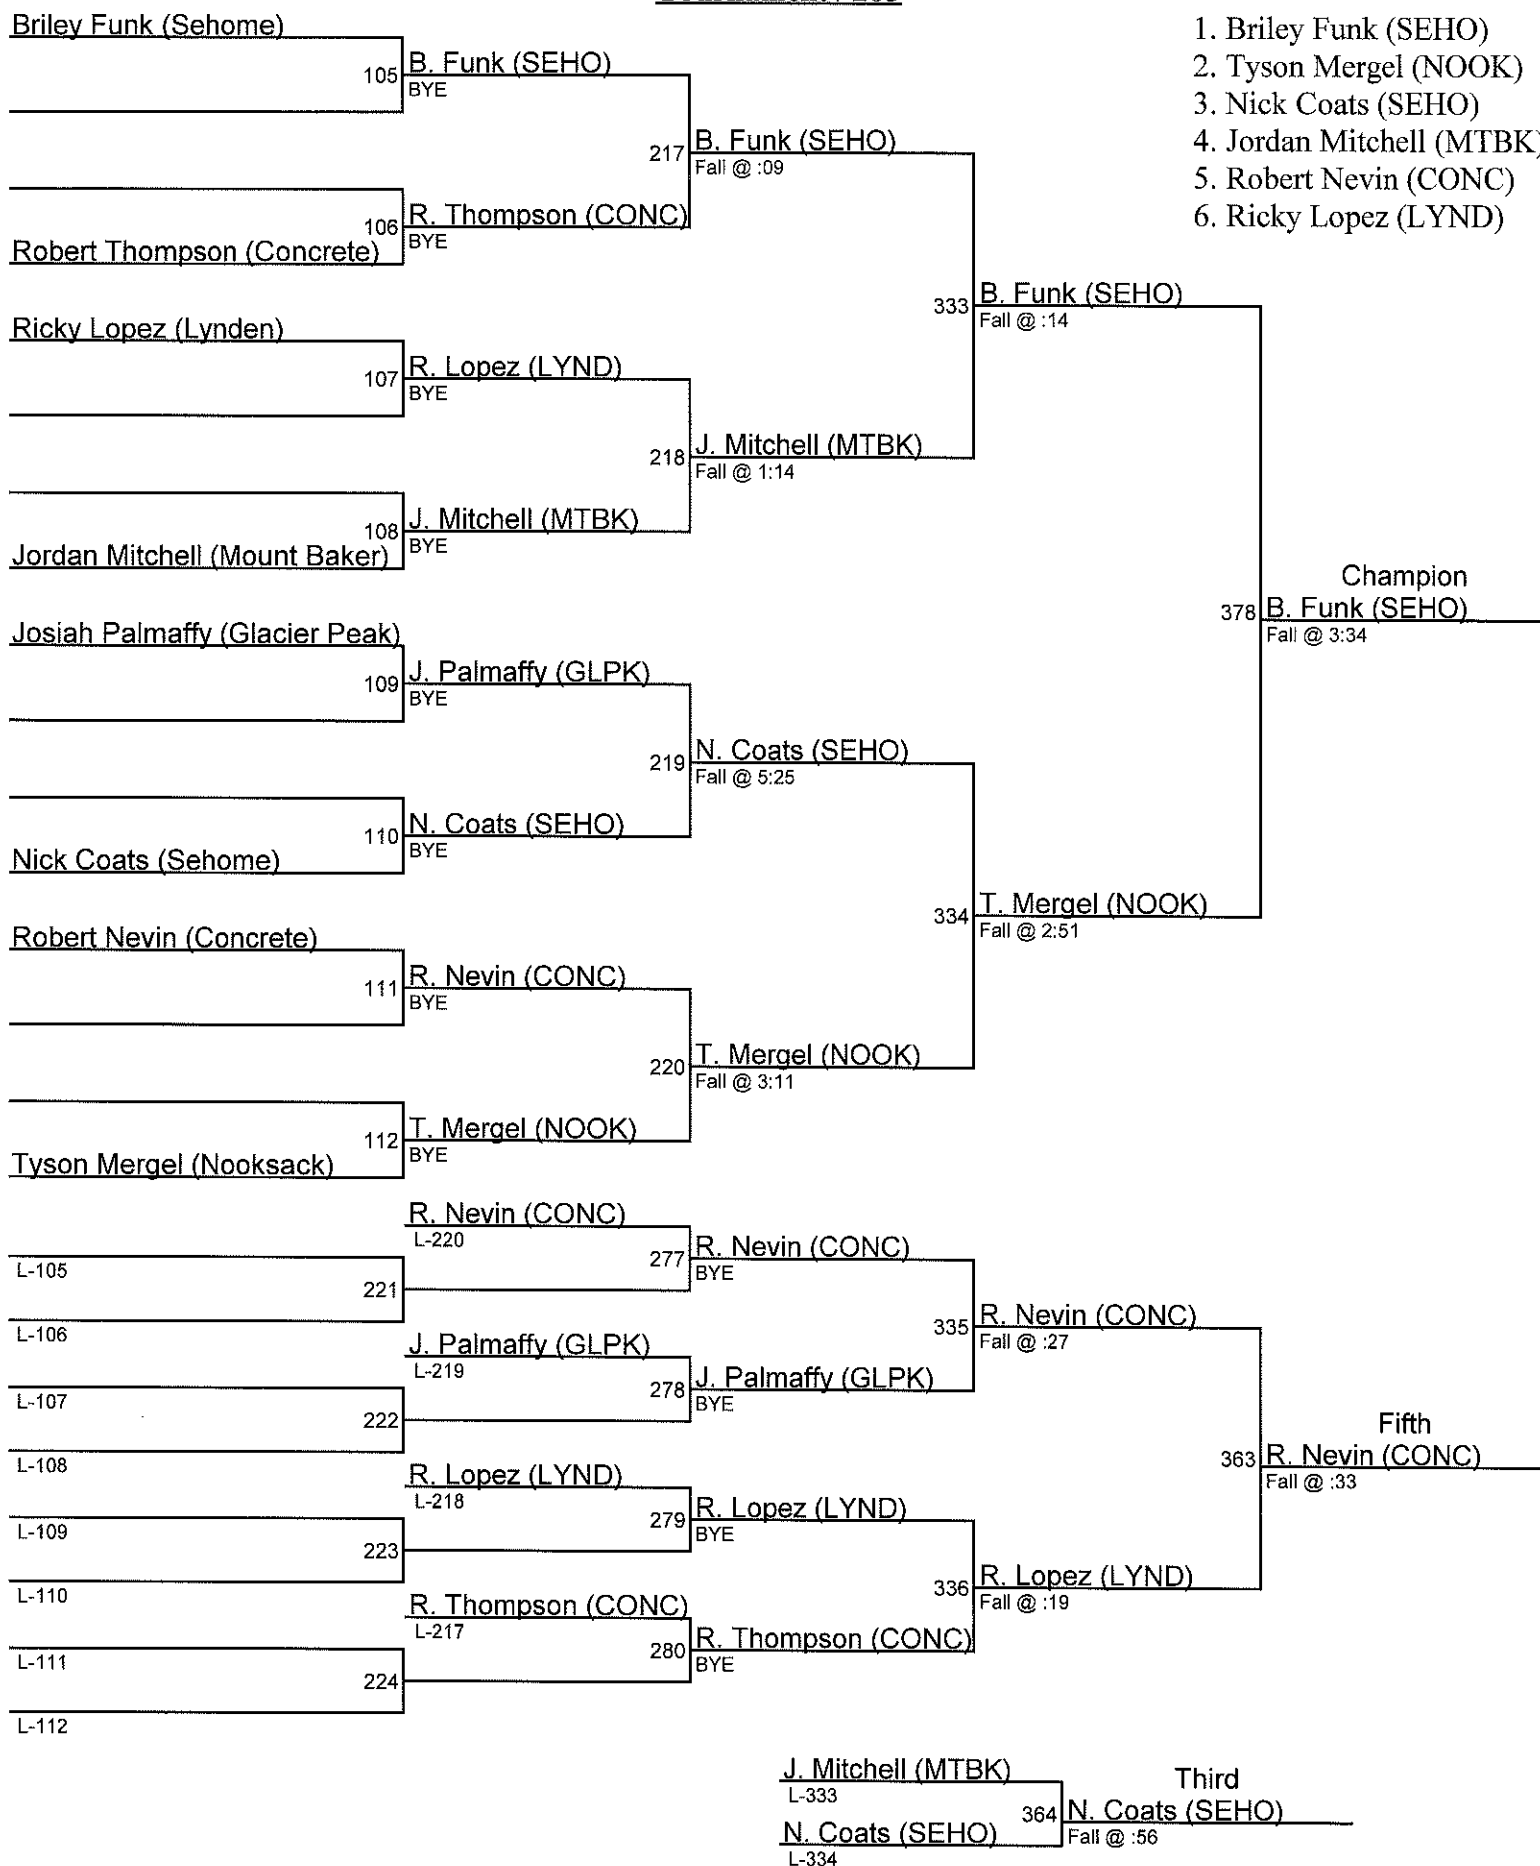 Briley Funk (Sehome)
105
B. Funk (SEHO)
BYE
217
B. Funk (SEHO)
Fall @ :09
106
R. Thompson (CONC)
BYE
Robert Thompson (Concrete)
333
B. Funk (SEHO)
Fall @ :14
Ricky Lopez (Lynden)
107
R. Lopez (LYND)
BYE
218
J. Mitchell (MTBK)
Fall @ 1:14
108
J. Mitchell (MTBK)
BYE
Jordan Mitchell (Mount Baker)
Champion
378
B. Funk (SEHO)
Fall @ 3:34
Josiah Palmaffy (Glacier Peak)
109
J. Palmaffy (GLPK)
BYE
219
N. Coats (SEHO)
Fall @ 5:25
110
N. Coats (SEHO)
BYE
Nick Coats (Sehome)
334
T. Mergel (NOOK)
Fall @ 2:51
Robert Nevin (Concrete)
111
R. Nevin (CONC)
BYE
220
T. Mergel (NOOK)
Fall @ 3:11
112
T. Mergel (NOOK)
BYE
Tyson Mergel (Nooksack)
1. Briley Funk (SEHO)
2. Tyson Mergel (NOOK)
3. Nick Coats (SEHO)
4. Jordan Mitchell (MTBK)
5. Robert Nevin (CONC)
6. Ricky Lopez (LYND)
R. Nevin (CONC)
L-220
277
R. Nevin (CONC)
BYE
L-105
221
L-106
335
R. Nevin (CONC)
Fall @ :27
J. Palmaffy (GLPK)
L-219
278
J. Palmaffy (GLPK)
BYE
L-107
222
L-108
Fifth
363
R. Nevin (CONC)
Fall @ :33
R. Lopez (LYND)
L-218
279
R. Lopez (LYND)
BYE
L-109
223
L-110
336
R. Lopez (LYND)
Fall @ :19
R. Thompson (CONC)
L-217
280
R. Thompson (CONC)
BYE
L-111
224
L-112
J. Mitchell (MTBK)
L-333
Third
364
N. Coats (SEHO)
Fall @ :56
N. Coats (SEHO)
L-334